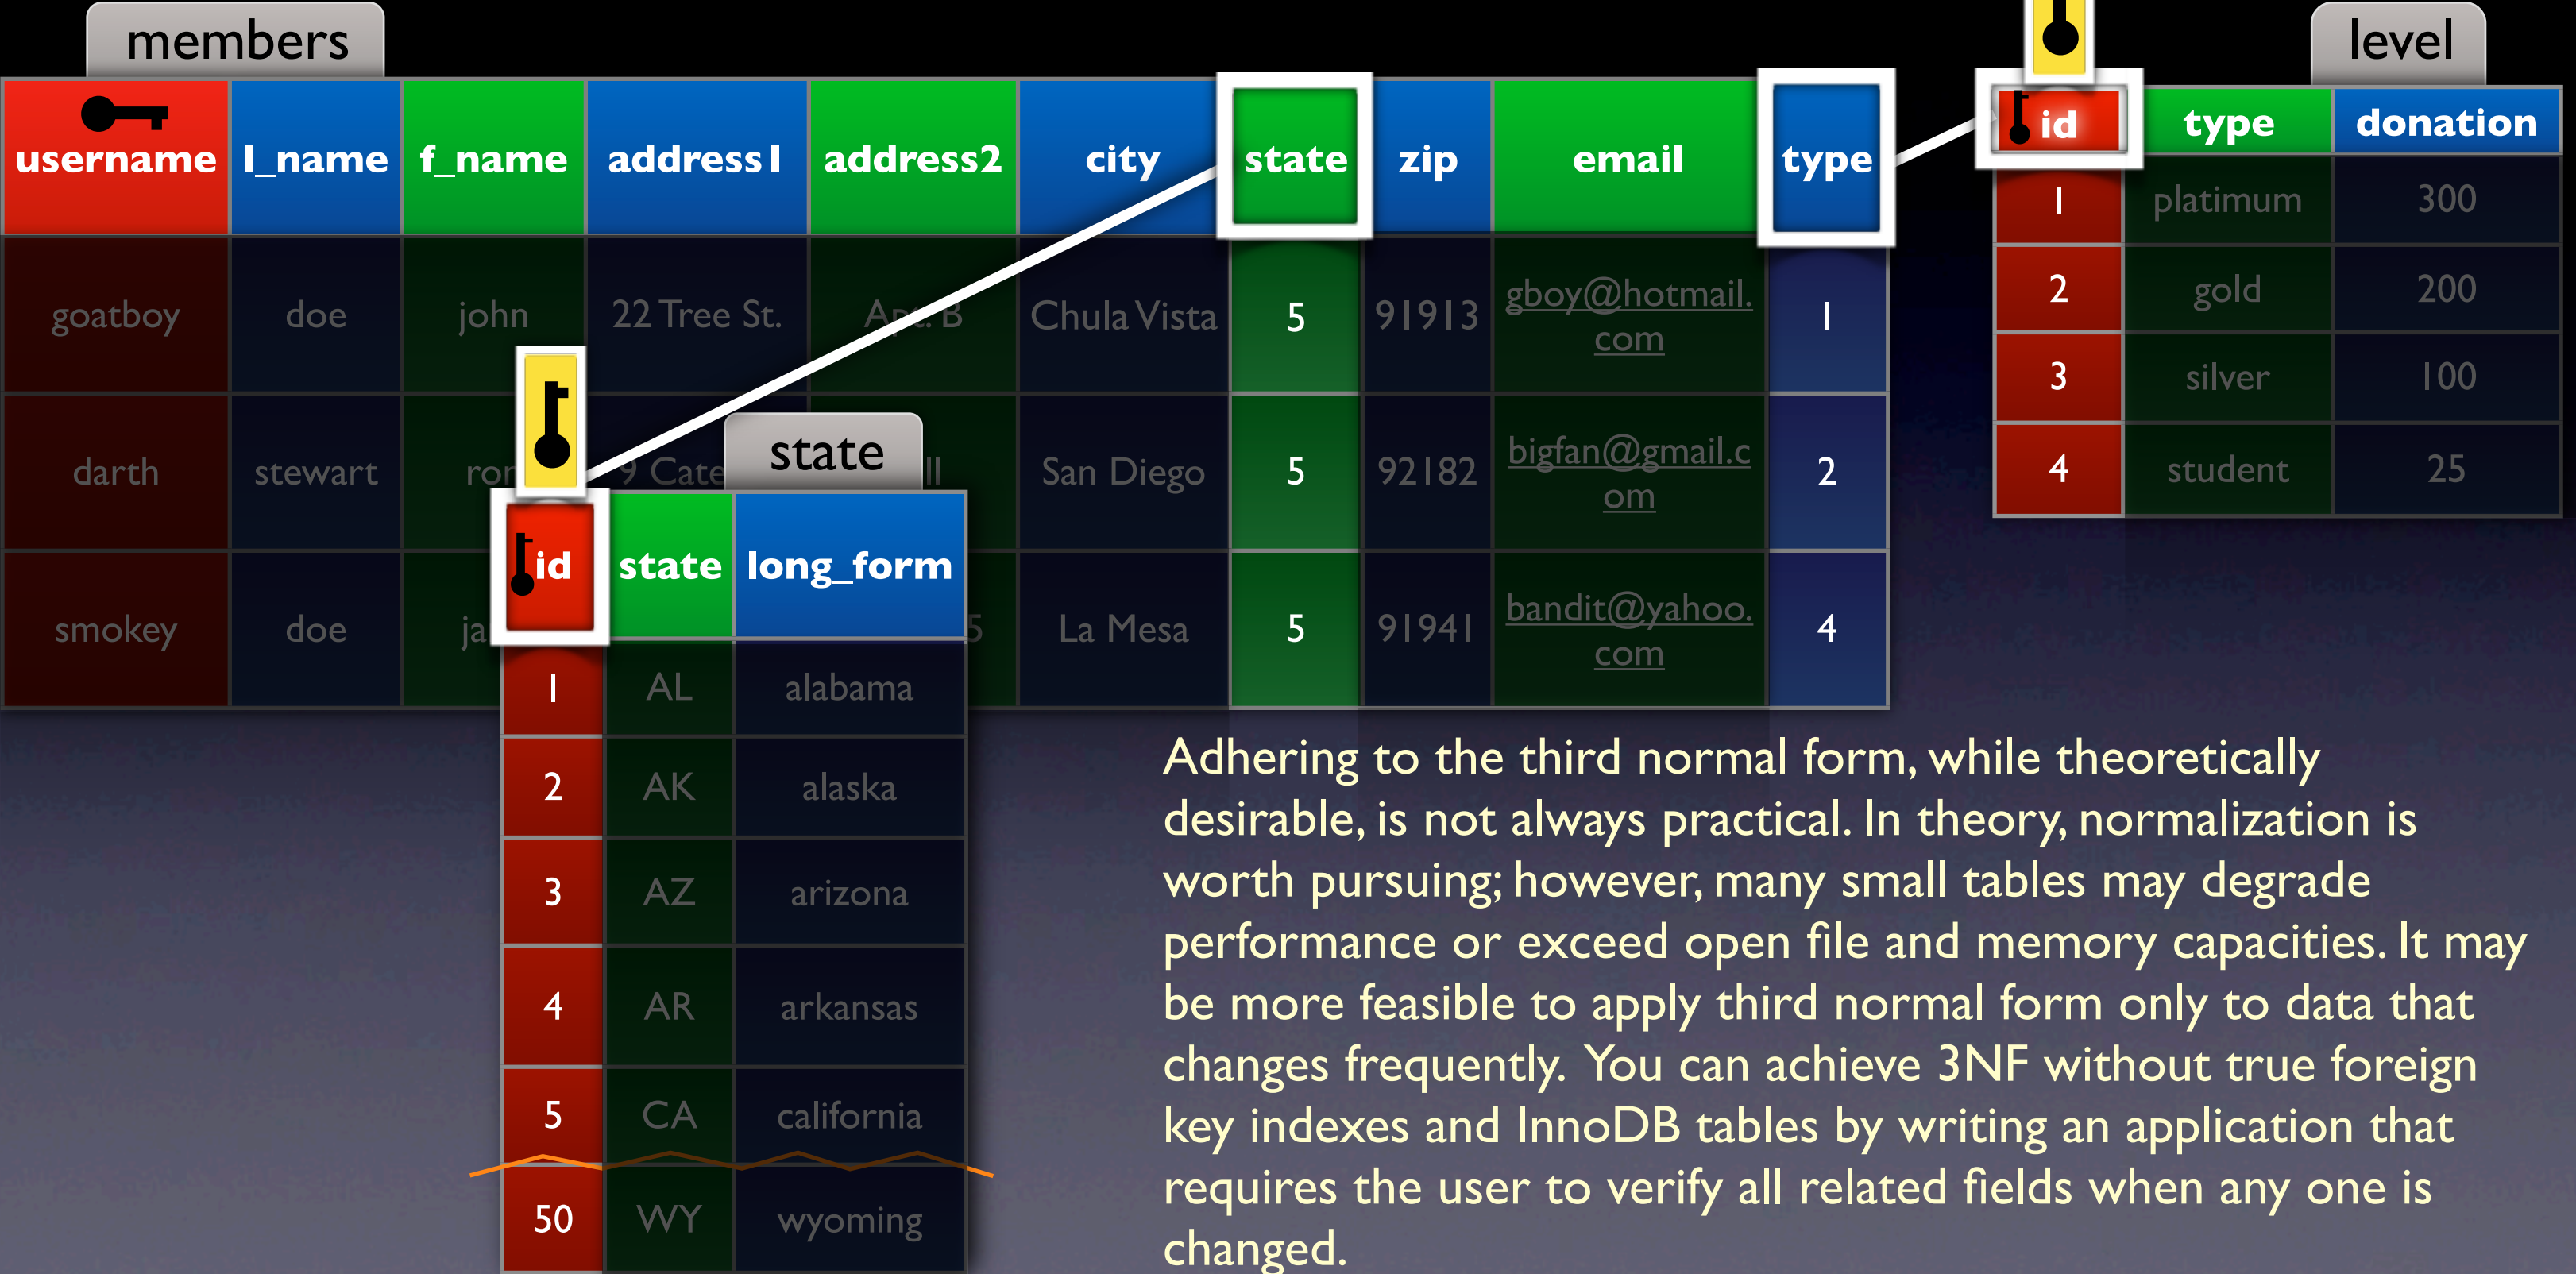 members
username l_name f_name address1 address2 city state zip email type
goatboy doe john 22 Tree St. Apt. B Chula Vista 5 91913 gboy@hotmail. 1
com
darth stewart 9 San Diego 5 92182 bigfan@gmail.c 2
om
smokey doe 5 La Mesa 5 91941 bandit@yahoo. 4
com
level
id type donation
1 platimum 300
2 gold 200
3 silver 100
4 student 25
state
id state long_form
1 AL alabama
2 AK alaska
3 AZ arizona
4 AR arkansas
5 CA california
50 WY wyoming
Adhering to the third normal form, while theoretically
desirable, is not always practical. In theory, normalization is
worth pursuing; however, many small tables may degrade
performance or exceed open file and memory capacities. It may
be more feasible to apply third normal form only to data that
changes frequently. You can achieve 3NF without true foreign
key indexes and InnoDB tables by writing an application that
requires the user to verify all related fields when any one is
changed.